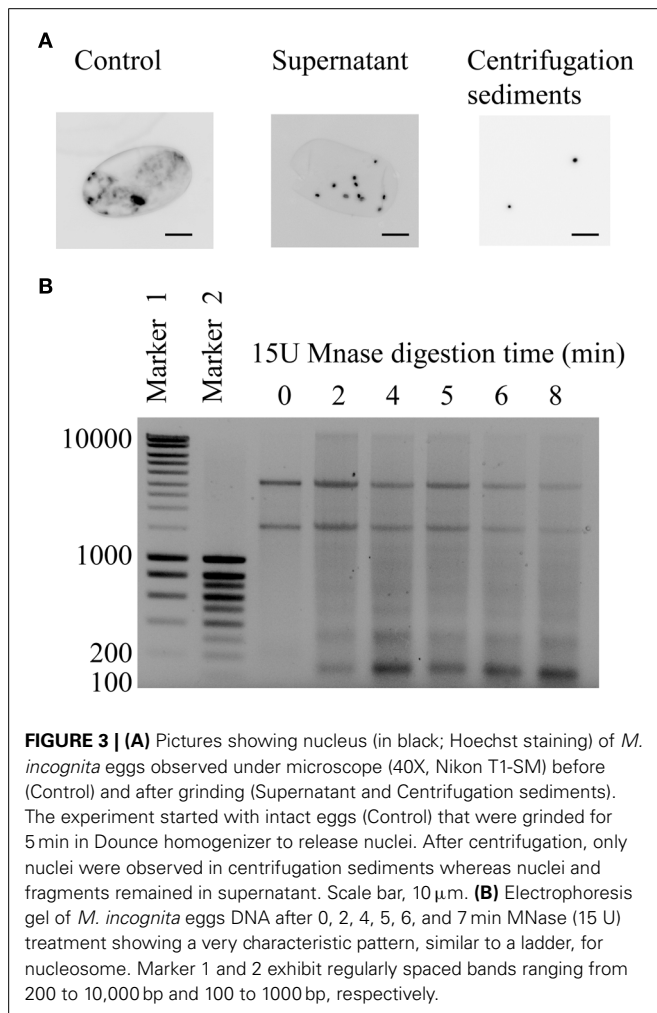 A
Control
Supernatant
Centrifugation
sediments
B
Marker 1
Marker 2
15U Mnase digestion time (min)
0 2 4 5 6 8
10000
1000
200
100
FIGURE 3 | (A) Pictures showing nucleus (in black; Hoechst staining) of M.
incognita eggs observed under microscope (40X, Nikon T1-SM) before
(Control) and after grinding (Supernatant and Centrifugation sediments).
The experiment started with intact eggs (Control) that were grinded for
5 min in Dounce homogenizer to release nuclei. After centrifugation, only
nuclei were observed in centrifugation sediments whereas nuclei and
fragments remained in supernatant. Scale bar, 10 μm. (B) Electrophoresis
gel of M. incognita eggs DNA after 0, 2, 4, 5, 6, and 7 min MNase (15 U)
treatment showing a very characteristic pattern, similar to a ladder, for
nucleosome. Marker 1 and 2 exhibit regularly spaced bands ranging from
200 to 10,000 bp and 100 to 1000 bp, respectively.